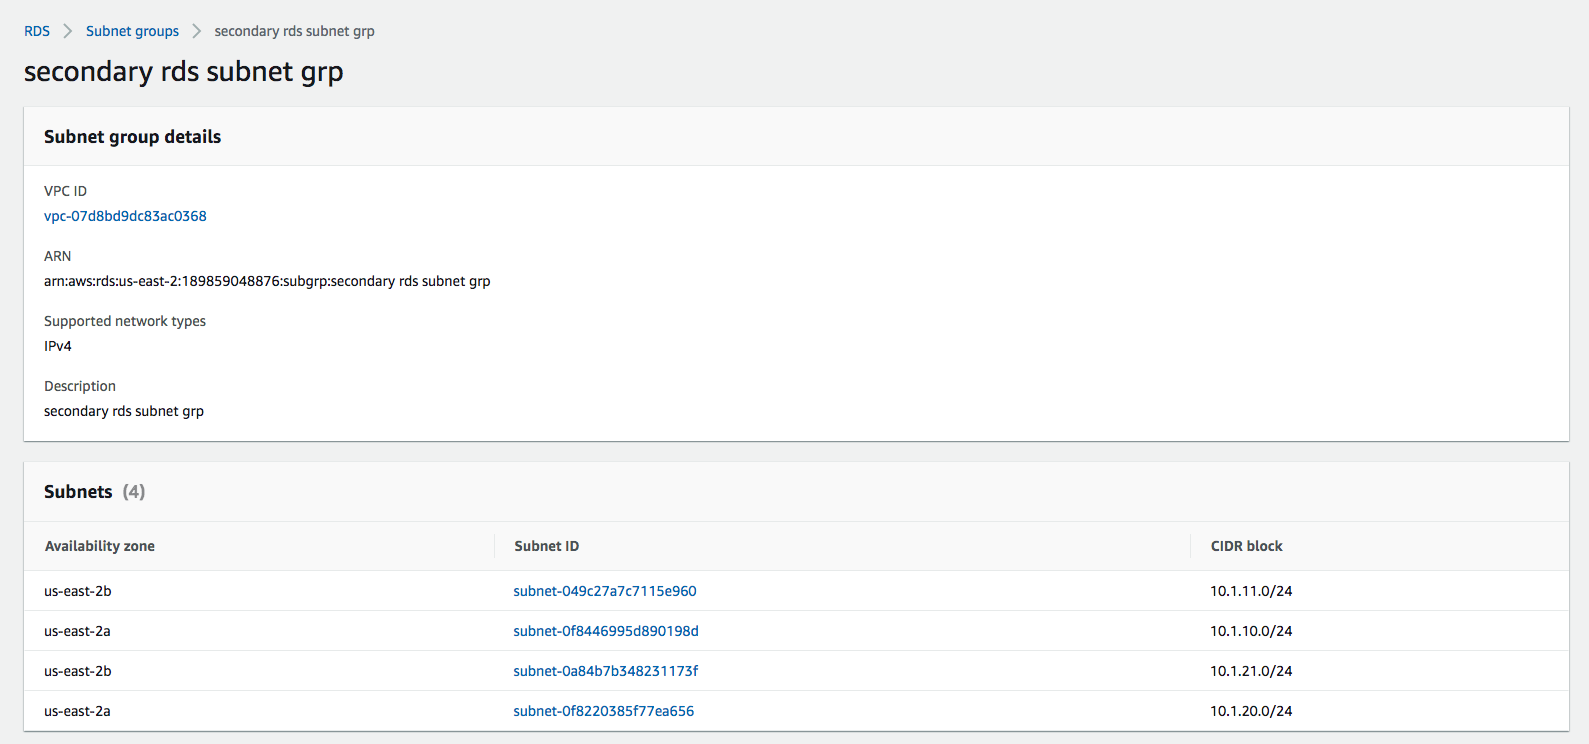 RDS > Subnet groups > secondary rds subnet grp
secondary rds subnet grp
Subnet group details
VPC ID
vpc-07d8bd9dc83ac0368
ARN
arn:aws:rds:us-east-2:189859048876:subgrp:secondary rds subnet grp
Supported network types
IPv4
Description
secondary rds subnet grp
Subnets (4)
Availability zone Subnet ID CIDR block
us-east-2b subnet-049c27a7c7115e960 10.1.11.0/24
us-east-2a subnet-0f8446995d890198d 10.1.10.0/24
us-east-2b subnet-0a84b7b348231173f 10.1.21.0/24
us-east-2a subnet-0f8220385f77ea656 10.1.20.0/24